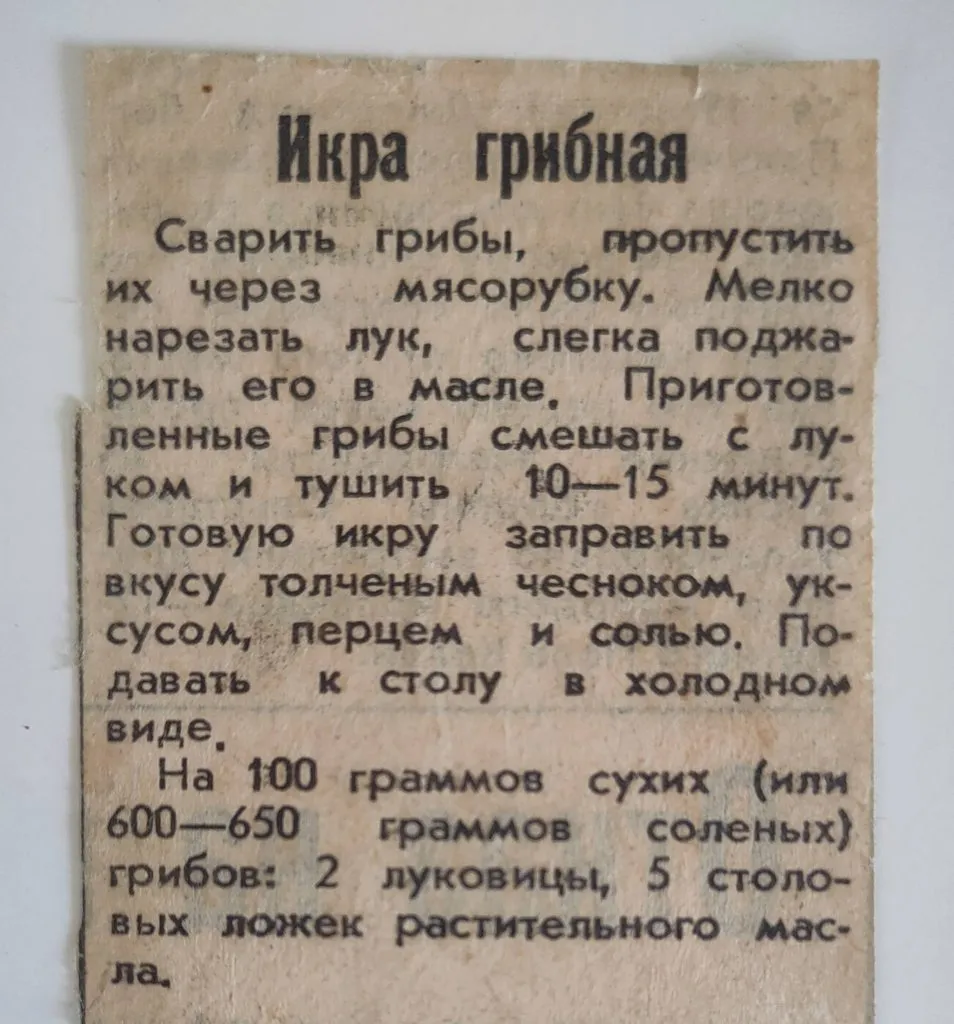 Икра грибная
Сварить грибы, пропустить
их через мясорубку. Мелко
нарезать лук, слегка поджа-
рить его в масле. Приготов-
ленные грибы смешать с лу-
ком и тушить 10—15 минут.
Готовую икру заправить по
вкусу толченым чесноком, ук-
сусом, перцем и солью. По-
давать к столу в холодном
виде.
На 100 граммов сухих (или
600—650 граммов соленых)
грибов: 2 луковицы, 5 столо-
вых ложек растительного мас-
ла.